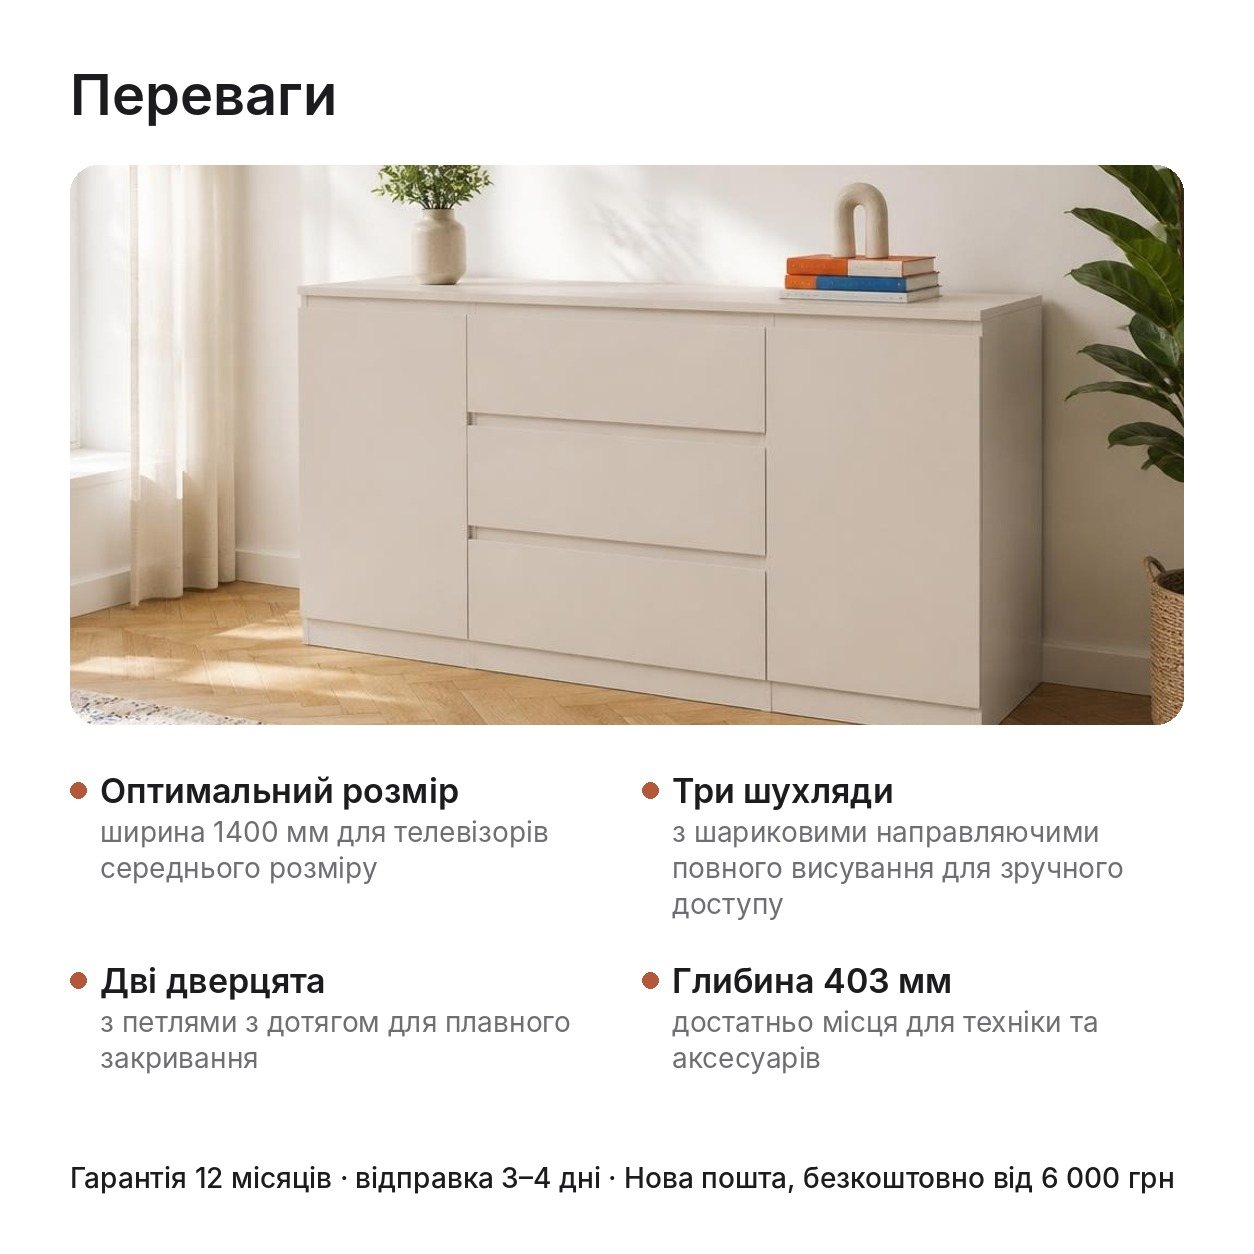 Переваги
Оптимальний розмір
ширина 1400 мм для телевізорів
середнього розміру
Три шухляди
з шариковими направляючими
повного висування для зручного
доступу
Дві дверцята
з петлями з дотягом для плавного
закривання
Глибина 403 мм
достатньо місця для техніки та
аксесуарів
Гарантія 12 місяців · відправка 3–4 дні · Нова пошта, безкоштовно від 6 000 грн